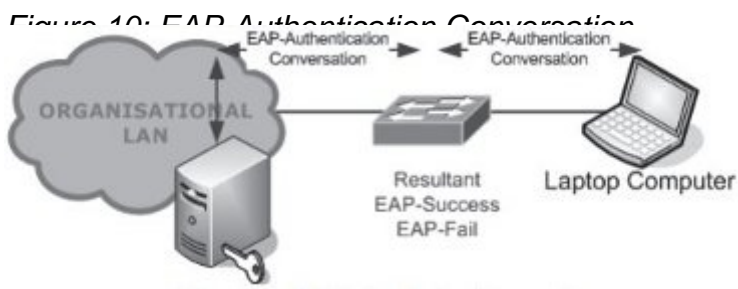 Figure 10: EAP Authentication Conversation
EAP-Authentication
Conversation
EAP-Authentication
Conversation
ORGANISATIONAL
LAN
Resultant
EAP-Success
EAP-Fail
Laptop Computer